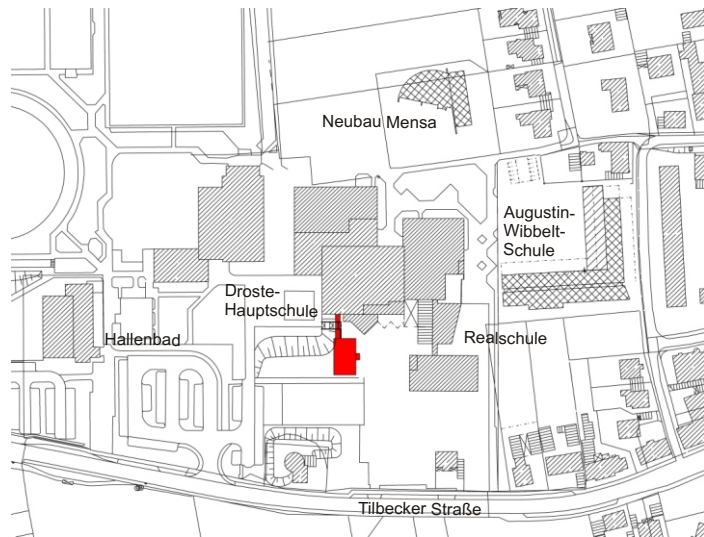 Neubau Mensa
Augustin-
Wibbelt-
Schule
Droste-
Hauptschule
Hallenbad
Realschule
Tilbecker Straße